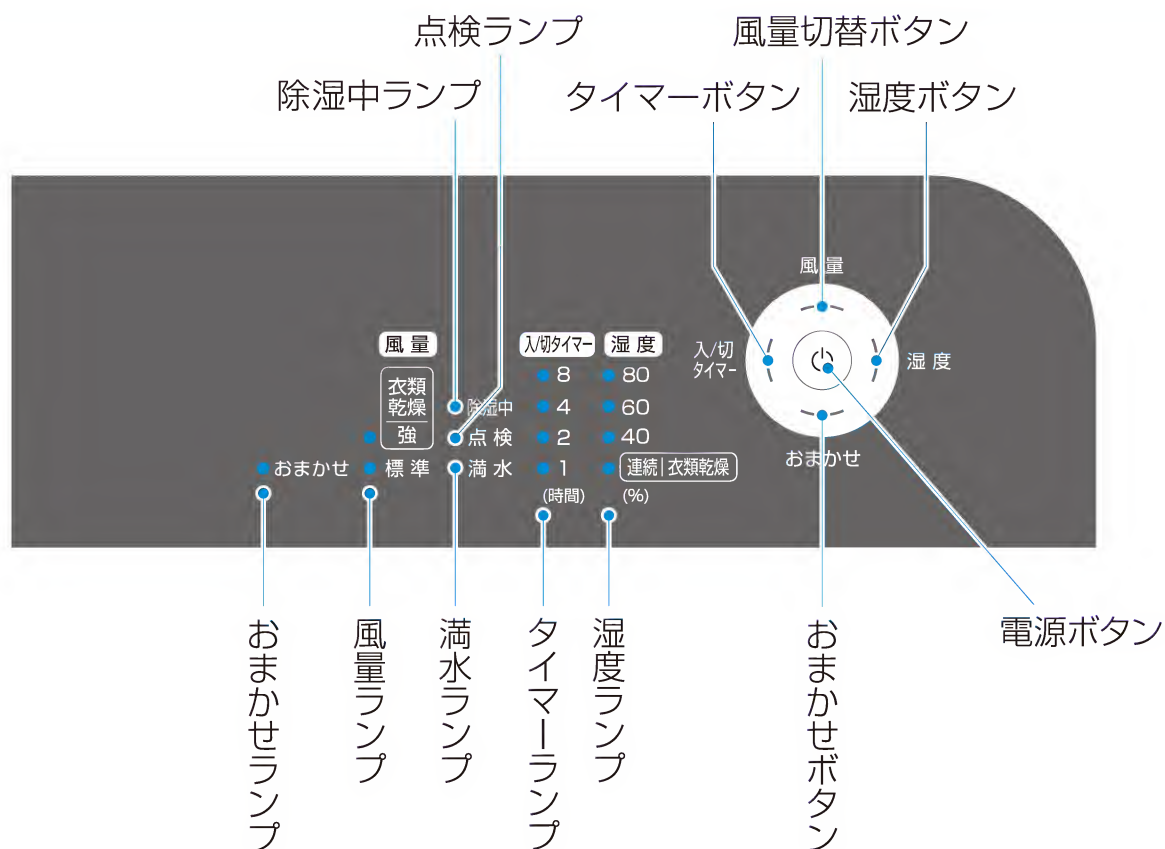 点検ランプ
風量切替ボタン
除湿中ランプ
タイマーボタン
湿度ボタン
風量
風量
入/切タイマー
湿度
入/切
タイマー
湿度
8
80
衣類
乾燥
強
除湿中
4
60
点検
2
40
おまかせ
おまかせ
標準
満水
1
連続|衣類乾燥
(時間)
(%)
おまかせランプ
風量ランプ
満水ランプ
タイマーランプ
湿度ランプ
おまかせボタン
電源ボタン